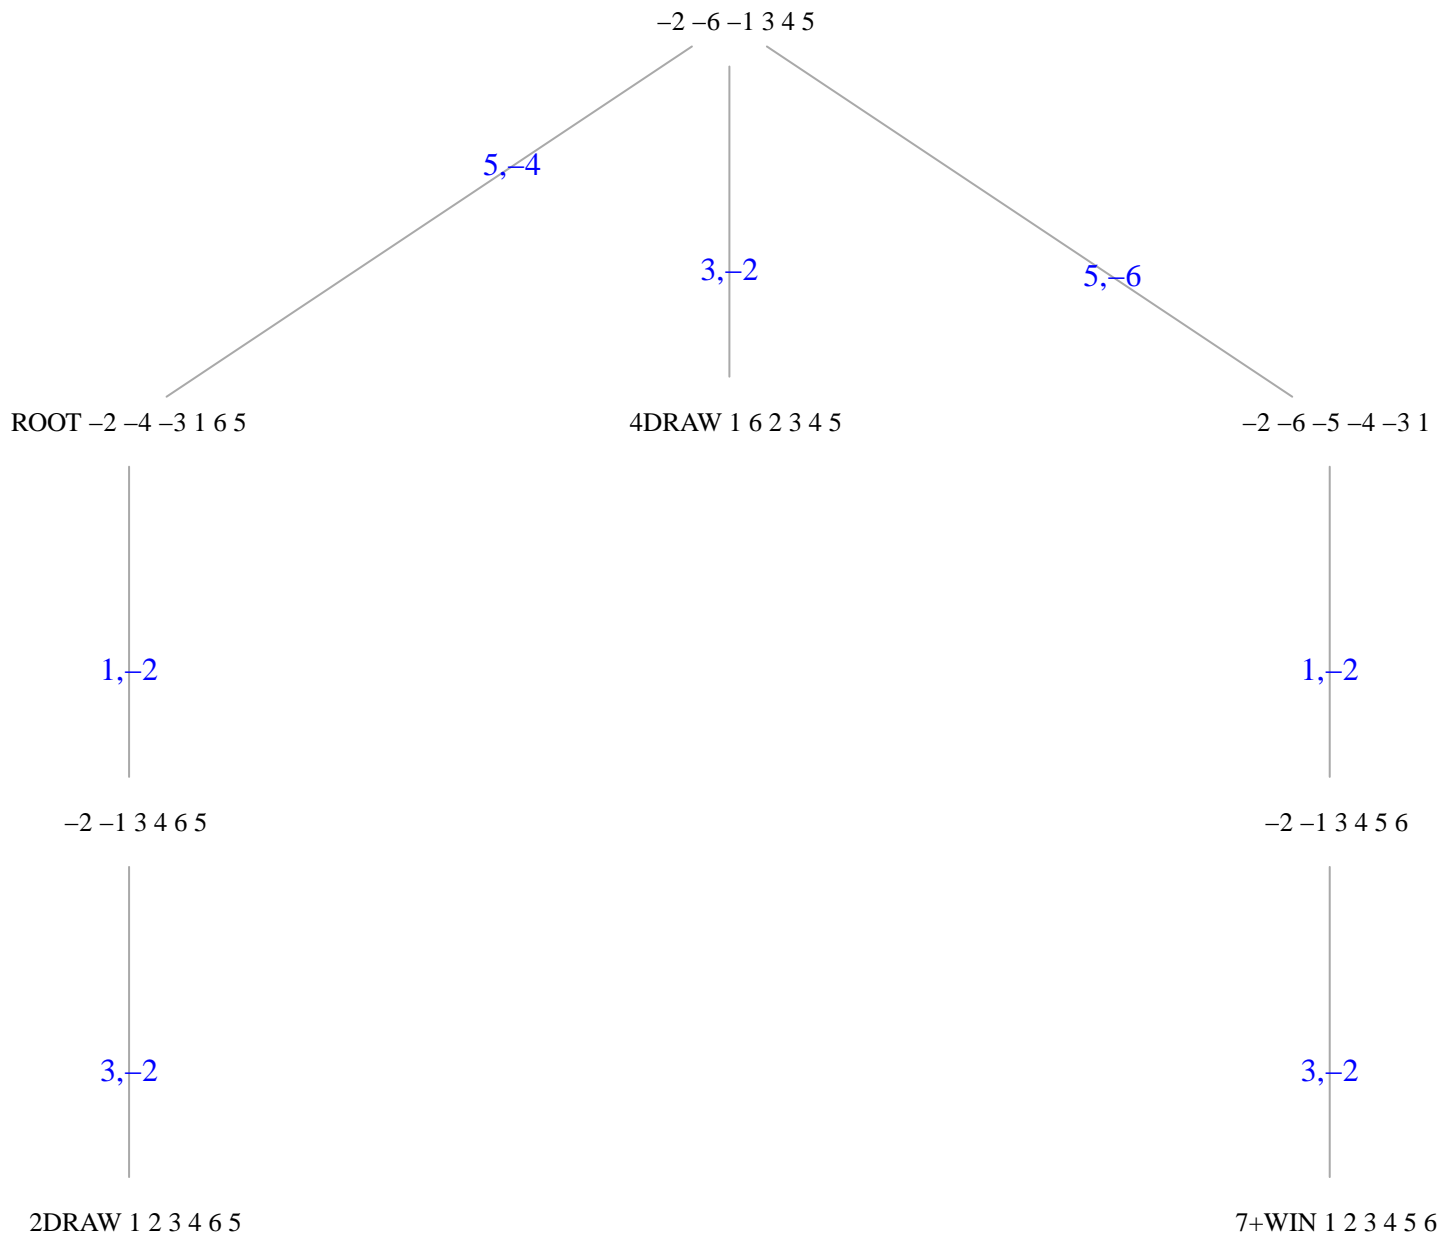 –2 –6 –1 3 4 5
5,–4
3,–2
5,–6
ROOT –2 –4 –3 1 6 5
4DRAW 1 6 2 3 4 5
–2 –6 –5 –4 –3 1
1,–2
1,–2
–2 –1 3 4 6 5
–2 –1 3 4 5 6
3,–2
3,–2
2DRAW 1 2 3 4 6 5
7+WIN 1 2 3 4 5 6